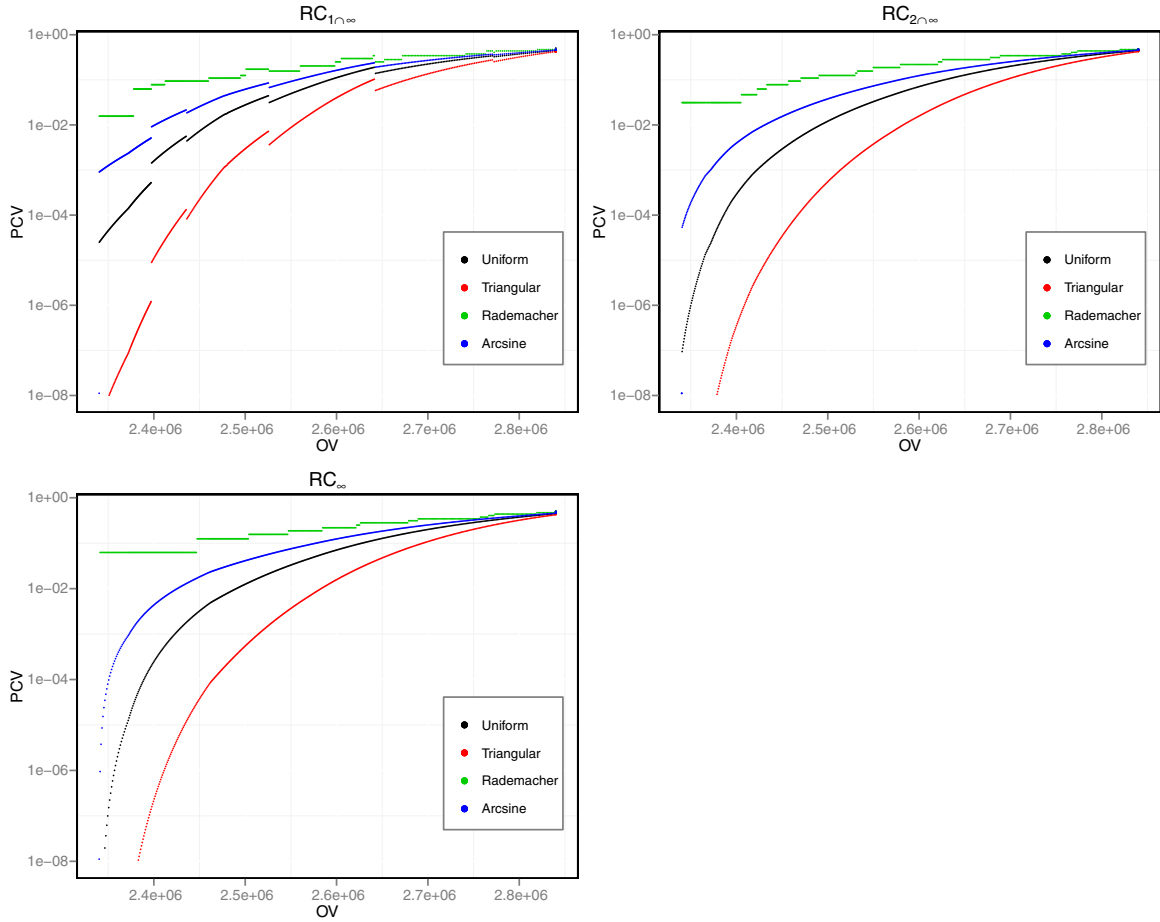 RC₁∩∞
1e+00
1e−02
1e−04
1e−06
1e−08
PCV
Uniform
Triangular
Rademacher
Arcsine
2.4e+06 2.5e+06 2.6e+06 2.7e+06 2.8e+06
OV
RC₂∩∞
1e+00
1e−02
1e−04
1e−06
1e−08
PCV
Uniform
Triangular
Rademacher
Arcsine
2.4e+06 2.5e+06 2.6e+06 2.7e+06 2.8e+06
OV
RC∞
1e+00
1e−02
1e−04
1e−06
1e−08
PCV
Uniform
Triangular
Rademacher
Arcsine
2.4e+06 2.5e+06 2.6e+06 2.7e+06 2.8e+06
OV